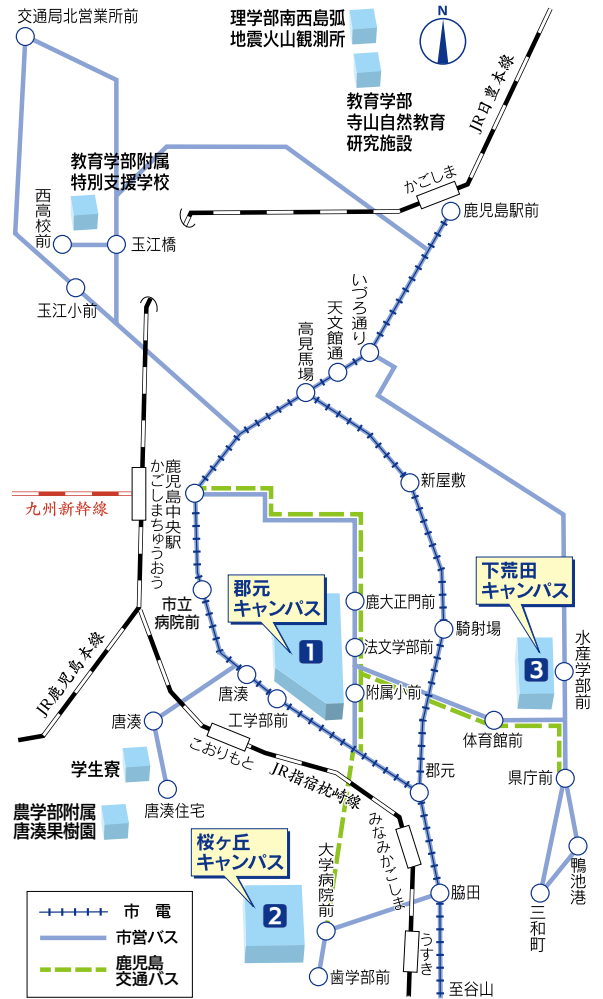 交通局北営業所前
理学部南西島弧
地震火山観測所
N
教育学部
寺山自然教育
研究施設
JR日豊本線
かごしま
鹿児島駅前
教育学部附属
特別支援学校
西高校前
玉江橋
玉江小前
いづろ通り
天文館通
高見馬場
新屋敷
鹿児島中央駅
かごしまちゅうおう
九州新幹線
市立
病院前
郡元
キャンパス
1
鹿大正門前
法文学部前
附属小前
騎射場
下荒田
キャンパス
3
水産学部前
体育館前
県庁前
JR鹿児島本線
唐湊
工学部前
唐湊
こおりもと
JR指宿枕崎線
郡元
学生寮
唐湊住宅
農学部附属
唐湊果樹園
桜ヶ丘
キャンパス
2
大学病院前
みなみかごしま
脇田
鴨池港
三和町
うすき
歯学部前
至谷山
市 電
市営バス
鹿児島
交通バス